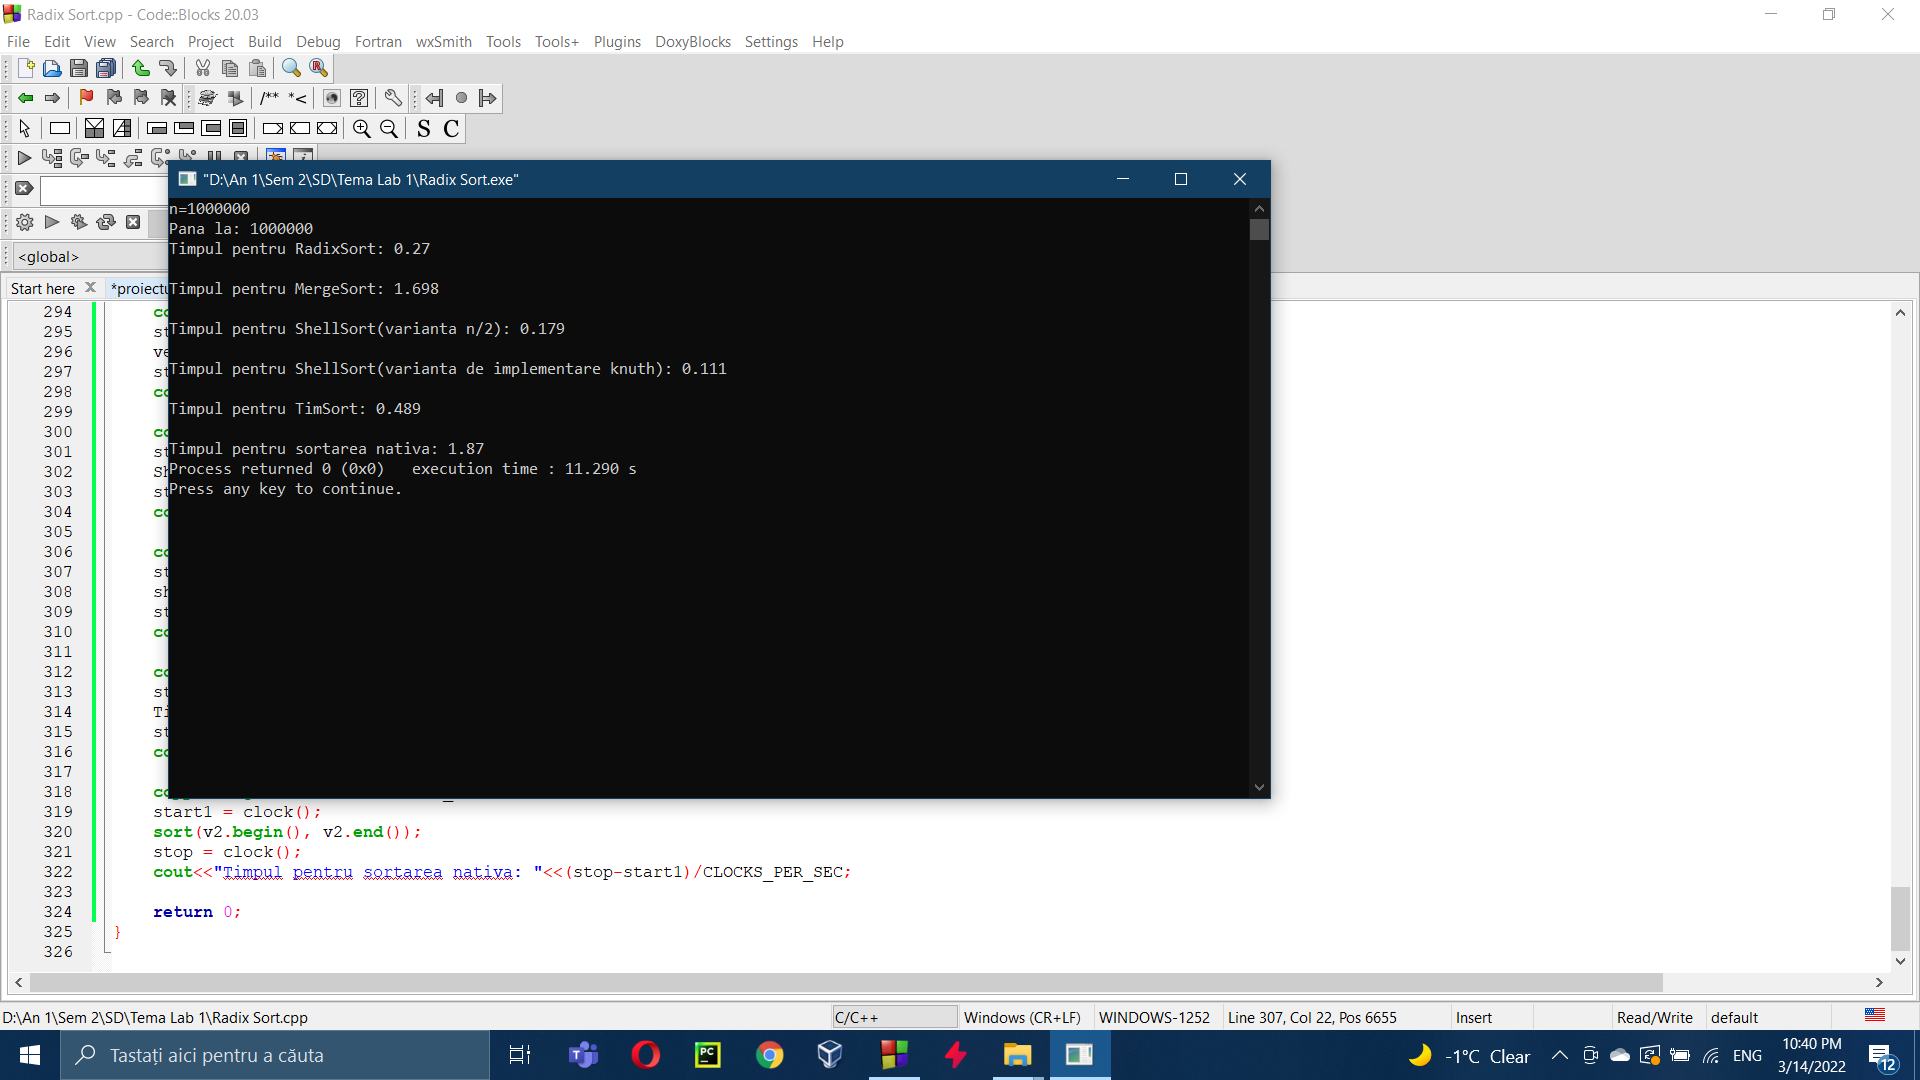 Radix Sort.cpp - Code::Blocks 20.03
File Edit View Search Project Build Debug Fortran wxSmith Tools Tools+ Plugins DoxyBlocks Settings Help
/** *<
S C
"D:\An 1\Sem 2\SD\Tema Lab 1\Radix Sort.exe"
n=1000000
Pana la: 1000000
Timpul pentru RadixSort: 0.27
Timpul pentru MergeSort: 1.698
Timpul pentru ShellSort(varianta n/2): 0.179
Timpul pentru ShellSort(varianta de implementare knuth): 0.111
Timpul pentru TimSort: 0.489
Timpul pentru sortarea nativa: 1.87
Process returned 0 (0x0)   execution time : 11.290 s
Press any key to continue.
<global>
Start here
*proiectu
294 co
295 st
296 ve
297 st
298 co
299
300 co
301 st
302 Sh
303 st
304 co
305
306 co
307 st
308 sh
309 st
310 co
311
312 co
313 st
314 Ti
315 st
316 co
317
318 co
319 start1 = clock();
320 sort(v2.begin(), v2.end());
321 stop = clock();
322 cout<<"Timpul pentru sortarea nativa: "<<(stop-start1)/CLOCKS_PER_SEC;
323
324 return 0;
325 }
326
D:\An 1\Sem 2\SD\Tema Lab 1\Radix Sort.cpp C/C++ Windows (CR+LF) WINDOWS-1252 Line 307, Col 22, Pos 6655 Insert Read/Write default
Tastați aici pentru a căuta
PC
-1°C Clear
ENG
10:40 PM
3/14/2022
12